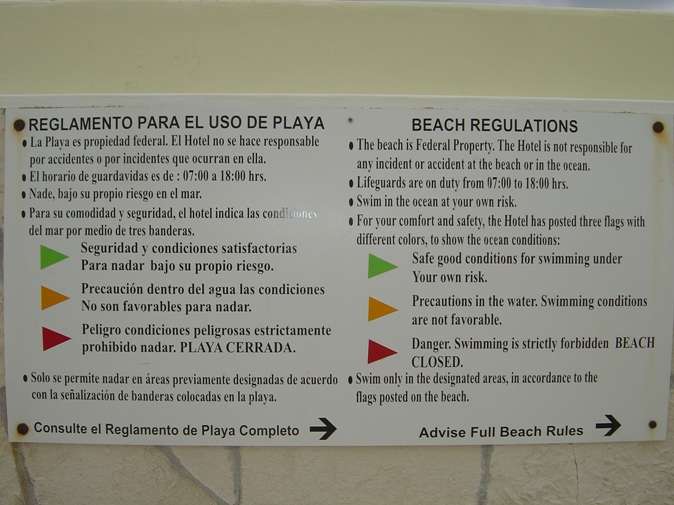 REGLAMENTO PARA EL USO DE PLAYA
• La Playa es propiedad federal. El Hotel no se hace responsable
por accidentes o por incidentes que ocurran en ella.
• El horario de guardavidas es de : 07:00 a 18:00 hrs.
• Nade, bajo su propio riesgo en el mar.
• Para su comodidad y seguridad, el hotel indica las condiciones
del mar por medio de tres banderas.
Seguridad y condiciones satisfactorias
Para nadar bajo su propio riesgo.
Precaución dentro del agua las condiciones
No son favorables para nadar.
Peligro condiciones peligrosas estrictamente
prohibido nadar. PLAYA CERRADA.
• Solo se permite nadar en áreas previamente designadas de acuerdo
con la señalización de banderas colocadas en la playa.
Consulte el Reglamento de Playa Completo →
BEACH REGULATIONS
• The beach is Federal Property. The Hotel is not responsible for
any incident or accident at the beach or in the ocean.
• Lifeguards are on duty from 07:00 to 18:00 hrs.
• Swim in the ocean at your own risk.
• For your comfort and safety, the Hotel has posted three flags with
different colors, to show the ocean conditions:
Safe good conditions for swimming under
Your own risk.
Precautions in the water. Swimming conditions
are not favorable.
Danger. Swimming is strictly forbidden BEACH
CLOSED.
• Swim only in the designated areas, in accordance to the
flags posted on the beach.
Advise Full Beach Rules →